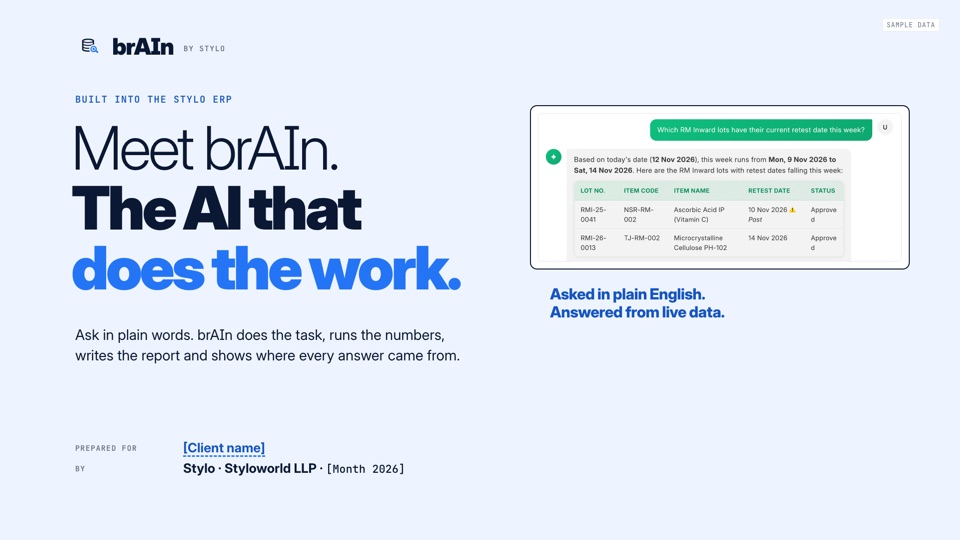 SAMPLE DATA
brAIn BY STYLO
BUILT INTO THE STYLO ERP
Meet brAIn.
The AI that
does the work.
Ask in plain words. brAIn does the task, runs the numbers,
writes the report and shows where every answer came from.
PREPARED FOR [Client name]
BY Stylo · Styloworld LLP · [Month 2026]
Which RM Inward lots have their current retest date this week?
U
Based on today's date (12 Nov 2026), this week runs from Mon, 9 Nov 2026 to
Sat, 14 Nov 2026. Here are the RM Inward lots with retest dates falling this week:
LOT NO. ITEM CODE ITEM NAME RETEST DATE STATUS
RMI-25- NSR-RM- Ascorbic Acid IP 10 Nov 2026 ⚠️ Approve
0041 002 (Vitamin C) Past d
RMI-26- TJ-RM-002 Microcrystalline 14 Nov 2026 Approve
0013 Cellulose PH-102 d
Asked in plain English.
Answered from live data.